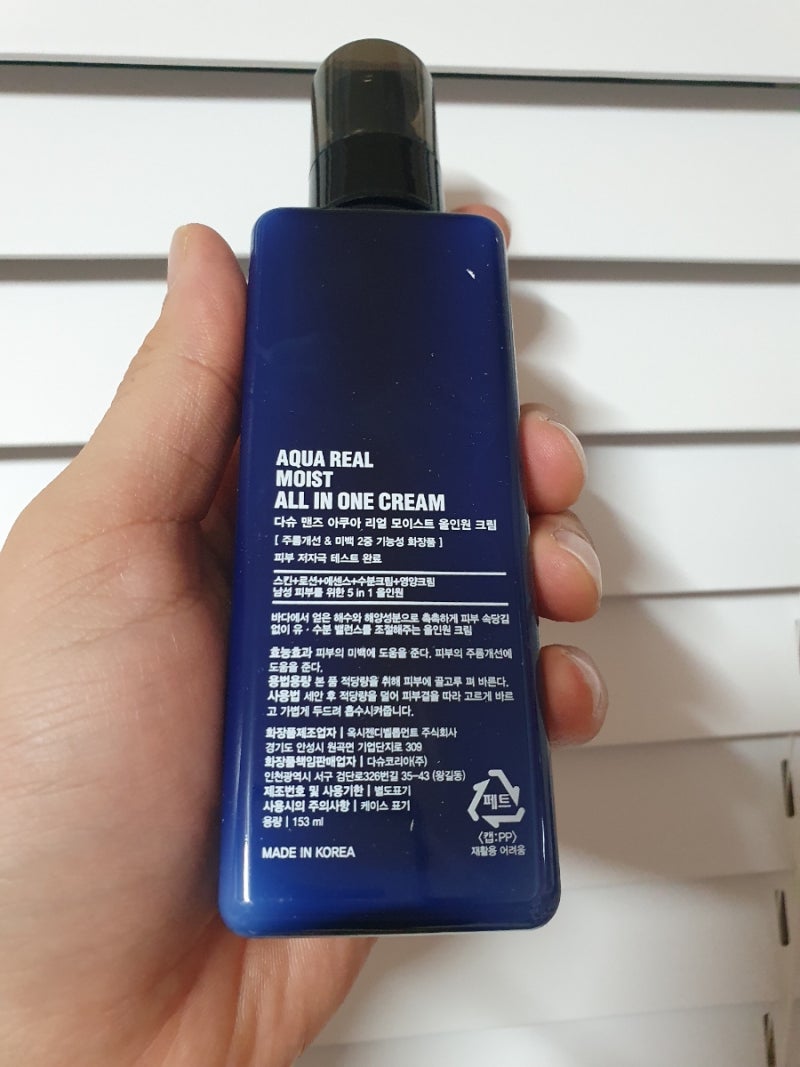 AQUA REAL
MOIST
ALL IN ONE CREAM
다슈 맨즈 아쿠아 리얼 모이스트 올인원 크림
[ 주름개선 & 미백 2중 기능성 화장품 ]
피부 저자극 테스트 완료
스킨+로션+에센스+수분크림+영양크림
남성 피부를 위한 5 in 1 올인원
바다에서 얻은 해수와 해양성분으로 촉촉하게 피부 속당김
없이 유·수분 밸런스를 조절해주는 올인원 크림
효능효과 피부의 미백에 도움을 준다. 피부의 주름개선에
도움을 준다.
용법용량 본 품 적당량을 취해 피부에 골고루 펴 바른다.
사용법 세안 후 적당량을 덜어 피부결을 따라 고르게 바르
고 가볍게 두드려 흡수시켜줍니다.
화장품제조업자 | 옥시젠디벨롭먼트 주식회사
경기도 안성시 원곡면 기업단지로 309
화장품책임판매업자 | 다슈코리아(주)
인천광역시 서구 검단로326번길 35-43 (왕길동)
제조번호 및 사용기한 | 별도표기
사용시의 주의사항 | 케이스 표기
용량 | 153 ml
MADE IN KOREA
페트
<캡:PP>
재활용 어려움